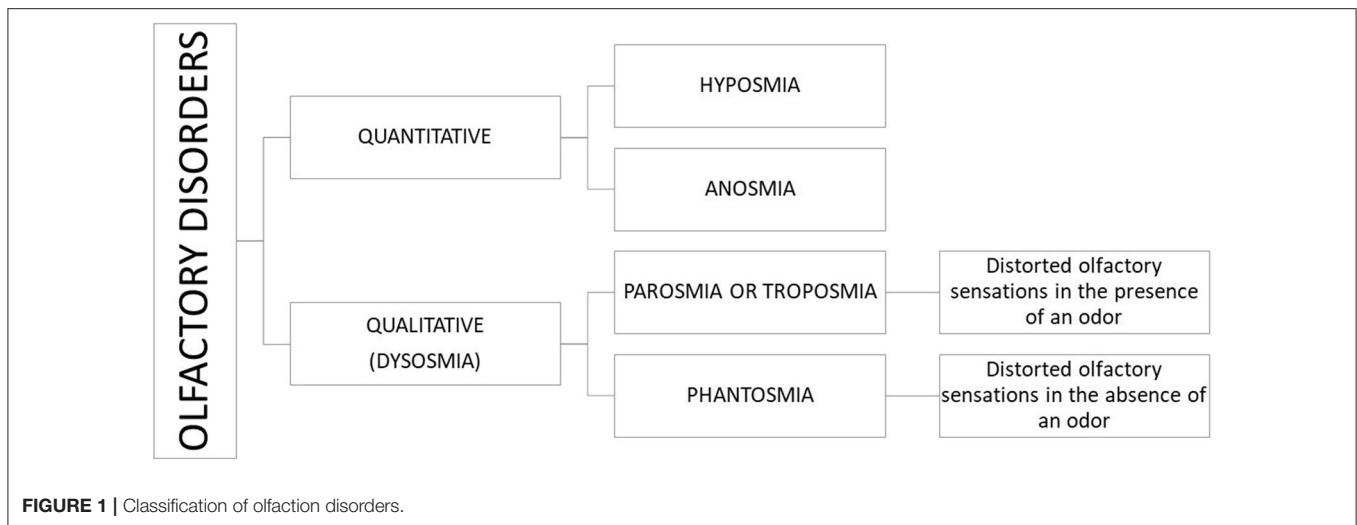 OLFACTORY DISORDERS
QUANTITATIVE
HYPOSMIA
ANOSMIA
QUALITATIVE
(DYSOSMIA)
PAROSMIA OR TROPOSMIA
Distorted olfactory
sensations in the presence
of an odor
PHANTOSMIA
Distorted olfactory
sensations in the absence of
an odor
FIGURE 1 | Classification of olfaction disorders.